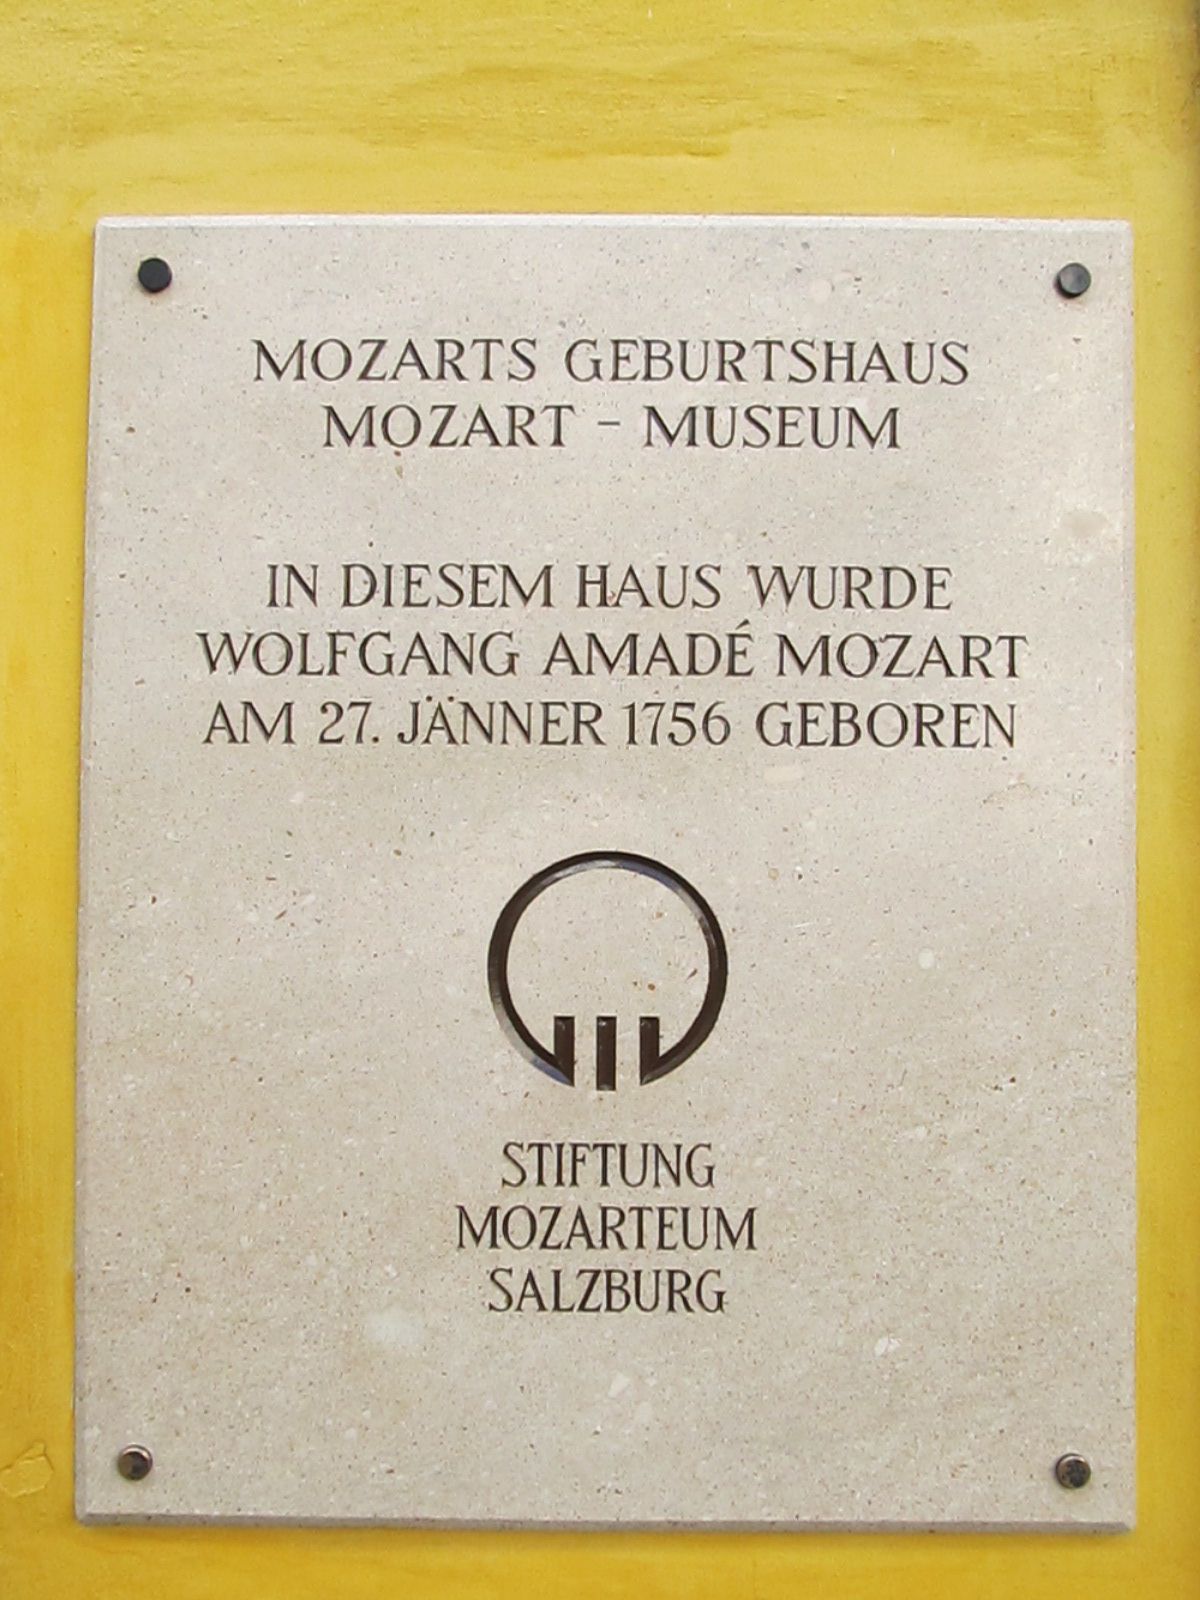 MOZARTS GEBURTSHAUS
MOZART - MUSEUM
IN DIESEM HAUS WURDE
WOLFGANG AMADÉ MOZART
AM 27. JÄNNER 1756 GEBOREN
STIFTUNG
MOZARTEUM
SALZBURG